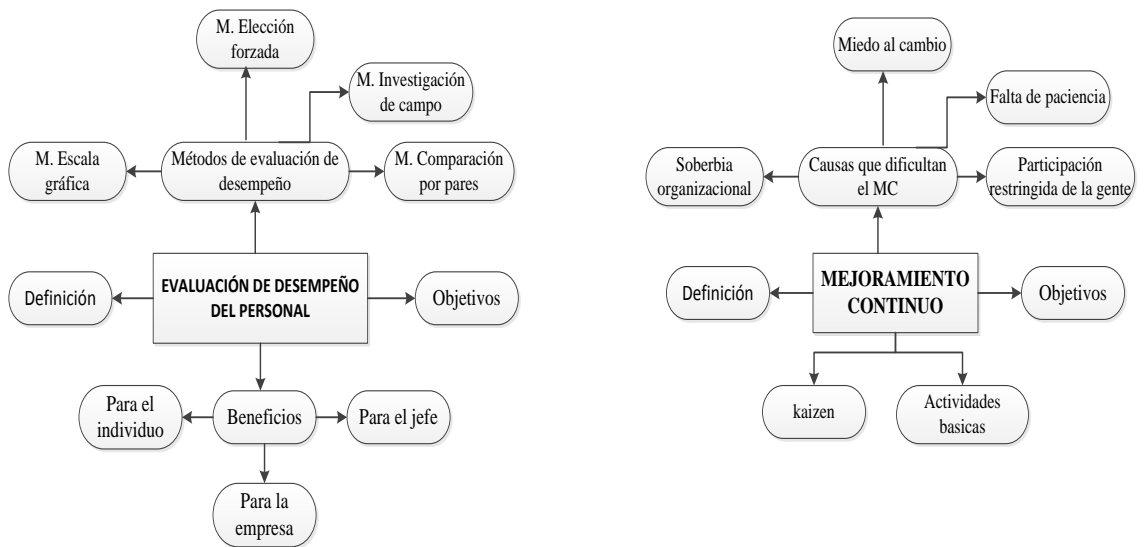 M. Elección
forzada
M. Investigación
de campo
M. Escala
gráfica
Métodos de evaluación de
desempeño
M. Comparación
por pares
EVALUACIÓN DE DESEMPEÑO
DEL PERSONAL
Definición
Objetivos
Para el
individuo
Beneficios
Para el jefe
Para la
empresa
Miedo al cambio
Falta de paciencia
Soberbia
organizacional
Causas que dificultan
el MC
Participación
restringida de la gente
Definición
MEJORAMIENTO
CONTINUO
Objetivos
kaizen
Actividades
basicas